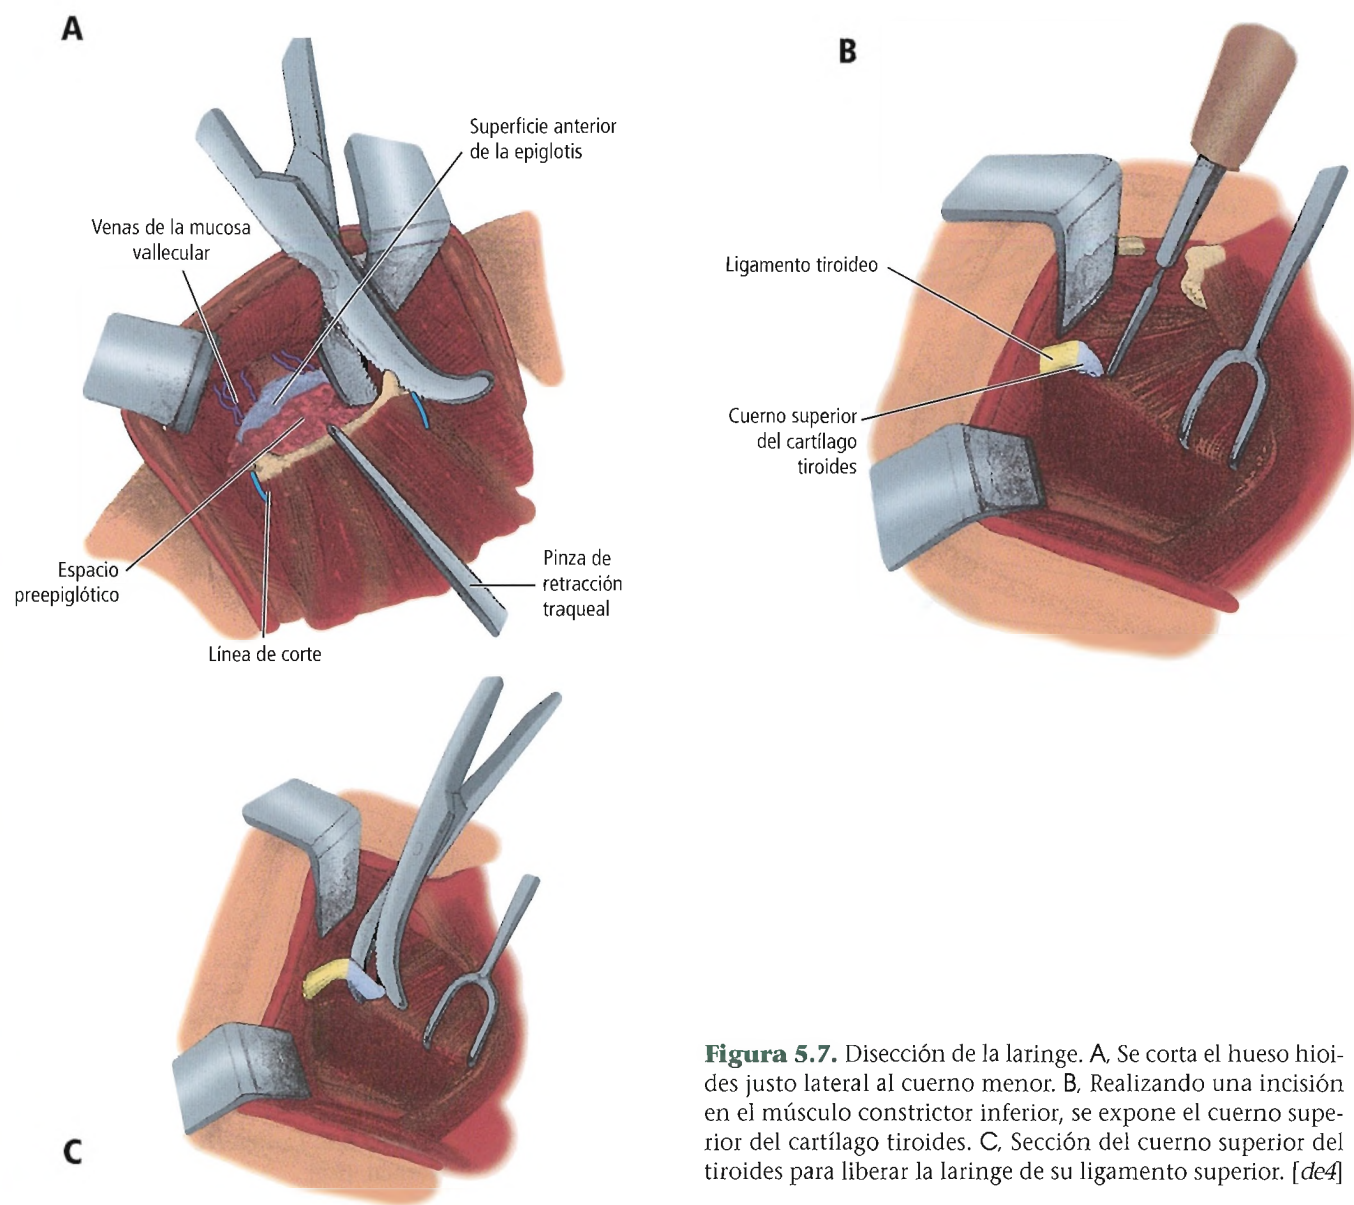 A
Superficie anterior
de la epiglotis
Venas de la mucosa
vallecular
Espacio
preepiglótico
Línea de corte
Pinza de
retracción
traqueal
B
Ligamento tiroideo
Cuerno superior
del cartílago
tiroides
C
Figura 5.7. Disección de la laringe. A, Se corta el hueso hioi-
des justo lateral al cuerno menor. B, Realizando una incisión
en el músculo constrictor inferior, se expone el cuerno supe-
rior del cartílago tiroides. C, Sección del cuerno superior del
tiroides para liberar la laringe de su ligamento superior. [de4]